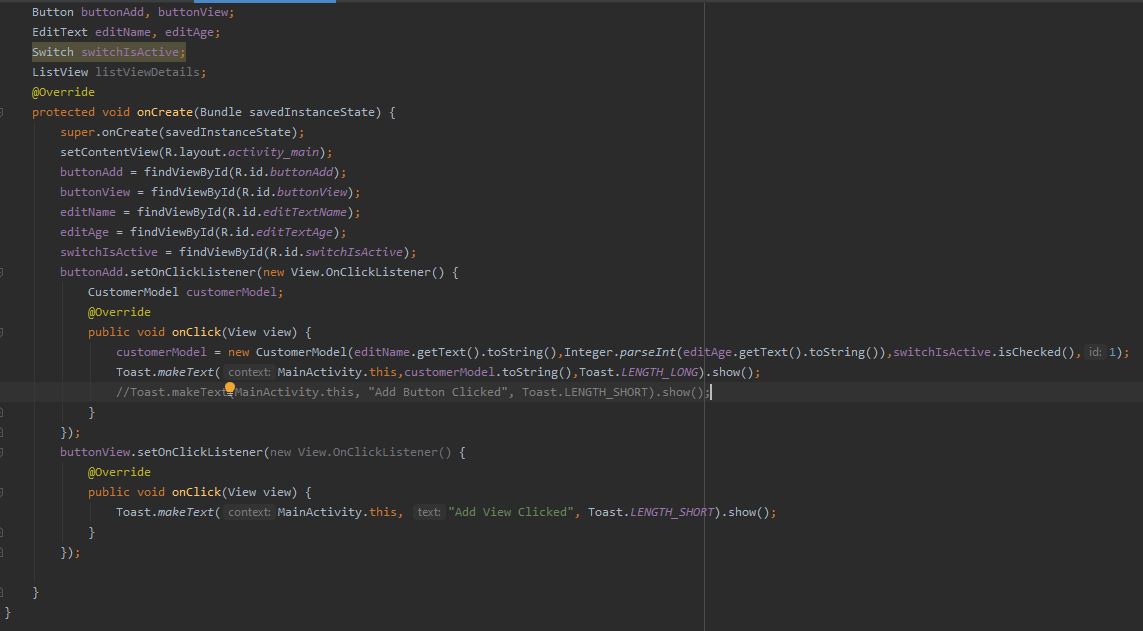 Button buttonAdd, buttonView;
EditText editName, editAge;
Switch switchIsActive;
ListView listViewDetails;
@Override
protected void onCreate(Bundle savedInstanceState) {
super.onCreate(savedInstanceState);
setContentView(R.layout.activity_main);
buttonAdd = findViewById(R.id.buttonAdd);
buttonView = findViewById(R.id.buttonView);
editName = findViewById(R.id.editTextName);
editAge = findViewById(R.id.editTextAge);
switchIsActive = findViewById(R.id.switchIsActive);
buttonAdd.setOnClickListener(new View.OnClickListener() {
CustomerModel customerModel;
@Override
public void onClick(View view) {
customerModel = new CustomerModel(editName.getText().toString(),Integer.parseInt(editAge.getText().toString()),switchIsActive.isChecked(), id: 1);
Toast.makeText( context: MainActivity.this,customerModel.toString(),Toast.LENGTH_LONG).show();
//Toast.makeText(MainActivity.this, "Add Button Clicked", Toast.LENGTH_SHORT).show();
}
});
buttonView.setOnClickListener(new View.OnClickListener() {
@Override
public void onClick(View view) {
Toast.makeText( context: MainActivity.this, text: "Add View Clicked", Toast.LENGTH_SHORT).show();
}
});
}
}